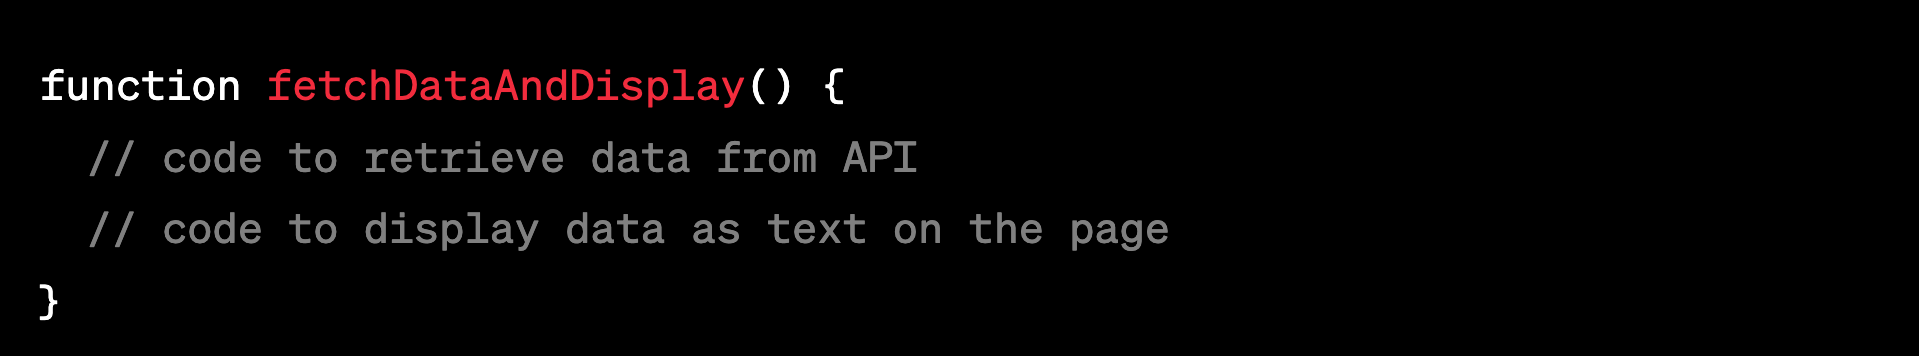 function fetchDataAndDisplay() {
// code to retrieve data from API
// code to display data as text on the page
}